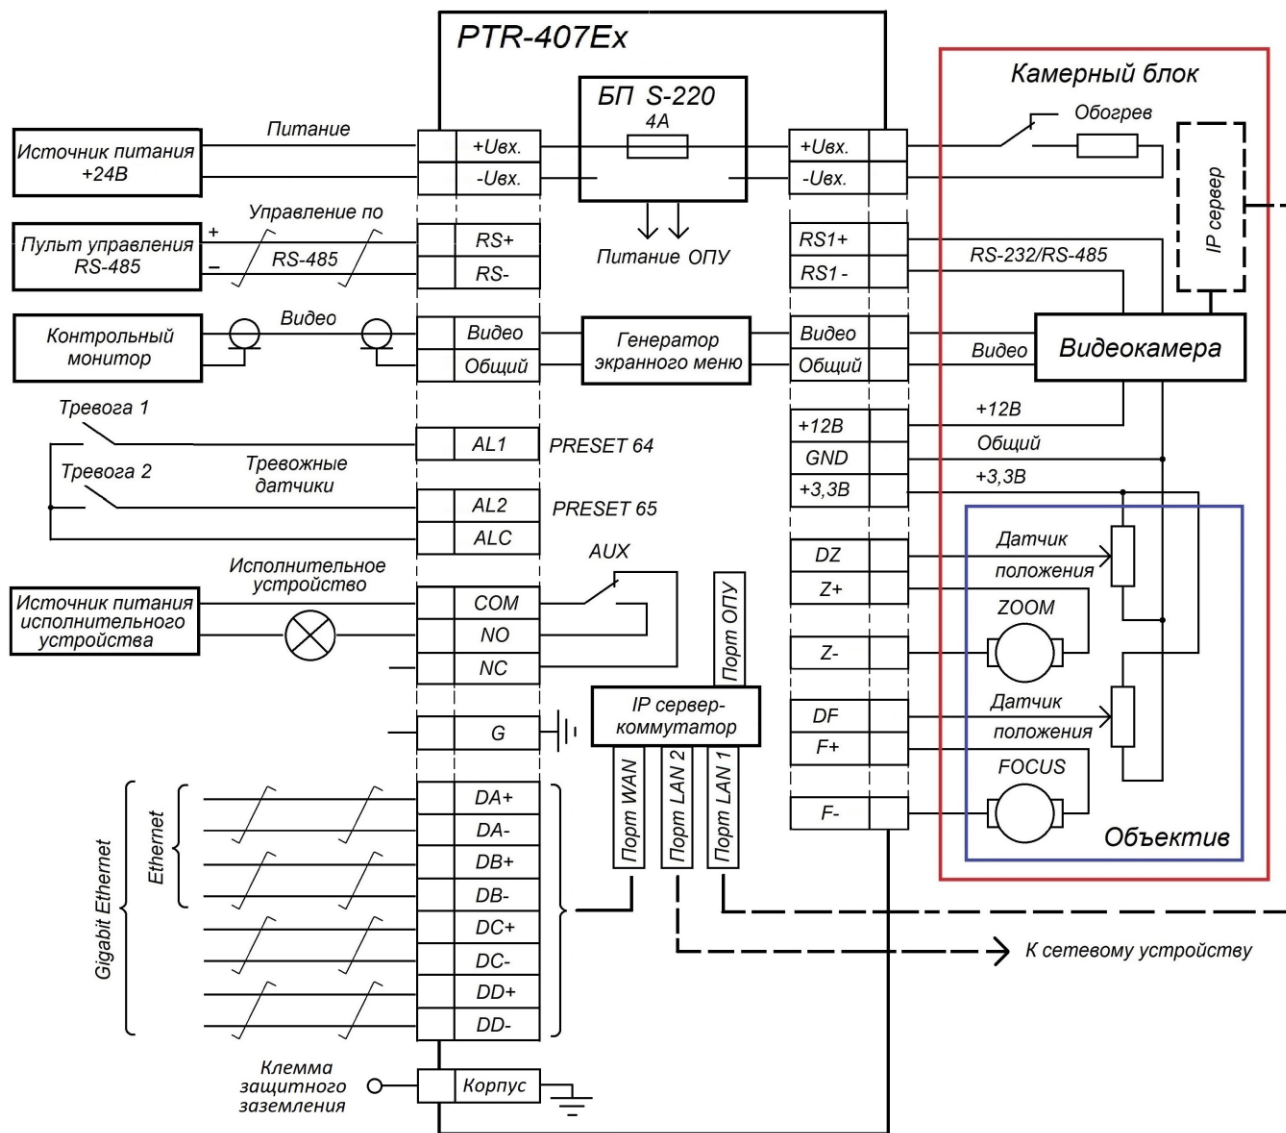 PTR-407Ex
БП S-220
4А
Питание ОПУ
Источник питания
+24В
Питание
+Uвх.
-Uвх.
Пульт управления
RS-485
+
–
Управление по
RS-485
RS+
RS-
Контрольный
монитор
Видео
Видео
Общий
Генератор
экранного меню
Тревога 1
Тревога 2
Тревожные
датчики
AL1
PRESET 64
AL2
PRESET 65
ALC
Источник питания
исполнительного
устройства
Исполнительное
устройство
COM
NO
NC
AUX
G
IP сервер-
коммутатор
Порт ОПУ
Порт WAN
Порт LAN 2
Порт LAN 1
Gigabit Ethernet
Ethernet
DA+
DA-
DB+
DB-
DC+
DC-
DD+
DD-
Клемма
защитного
заземления
Корпус
+Uвх.
-Uвх.
RS1+
RS1-
Видео
Общий
+12В
GND
+3,3В
DZ
Z+
Z-
DF
F+
F-
Камерный блок
Обогрев
IP сервер
RS-232/RS-485
Видео
Видеокамера
+12В
Общий
+3,3В
Датчик
положения
ZOOM
Датчик
положения
FOCUS
Объектив
К сетевому устройству